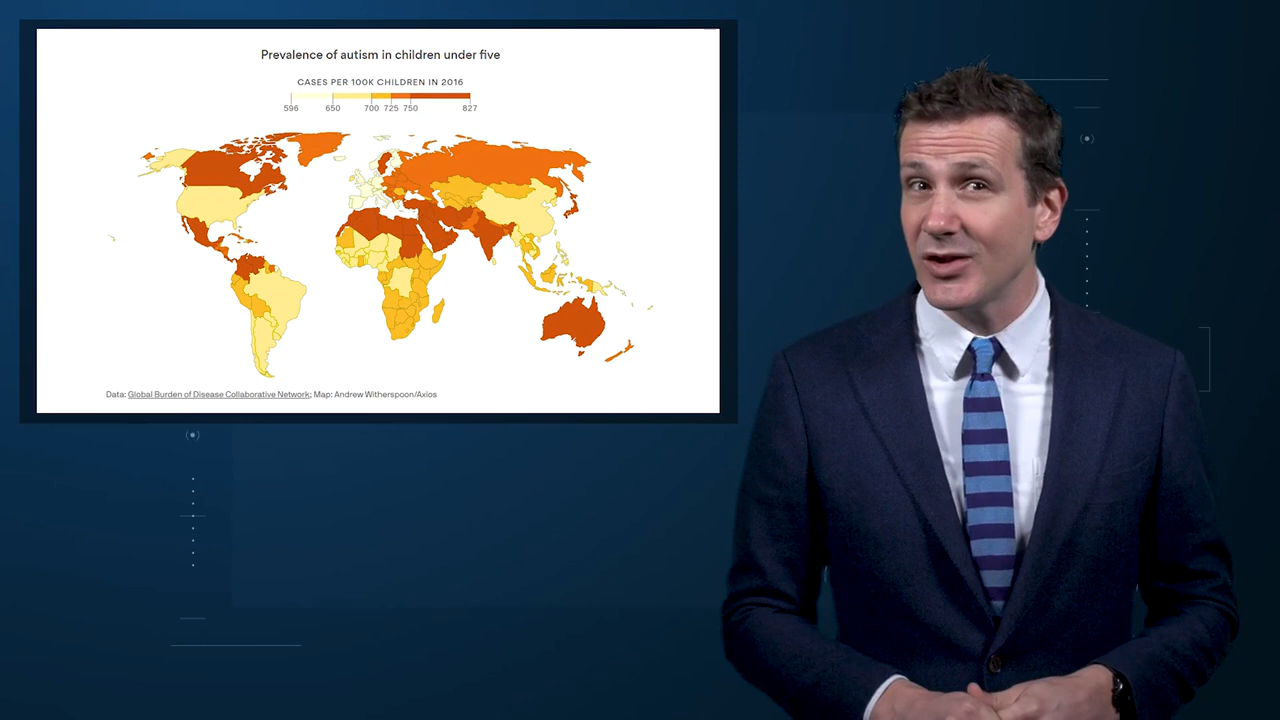 Prevalence of autism in children under five
CASES PER 100K CHILDREN IN 2016
596 650 700 725 750 827
Data: Global Burden of Disease Collaborative Network; Map: Andrew Witherspoon/Axios